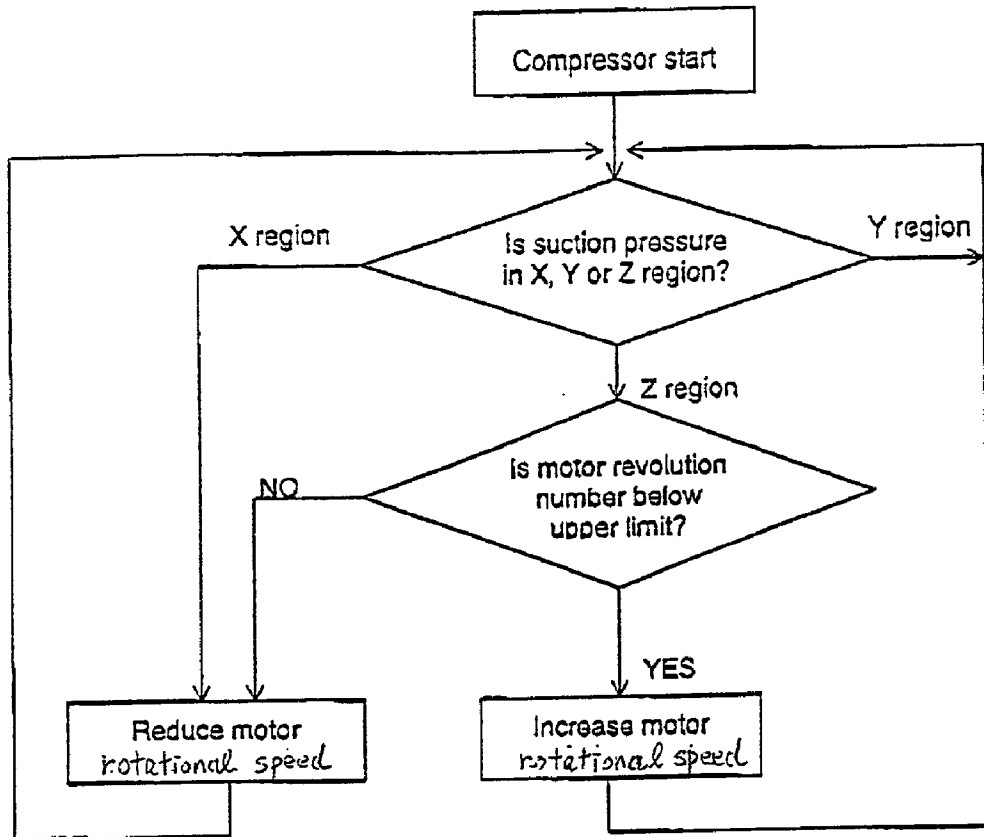 Compressor start
X region
Y region
Is suction pressure
in X, Y or Z region?
Z region
Is motor revolution
number below
upper limit?
NO
YES
Reduce motor
rotational speed
Increase motor
rotational speed